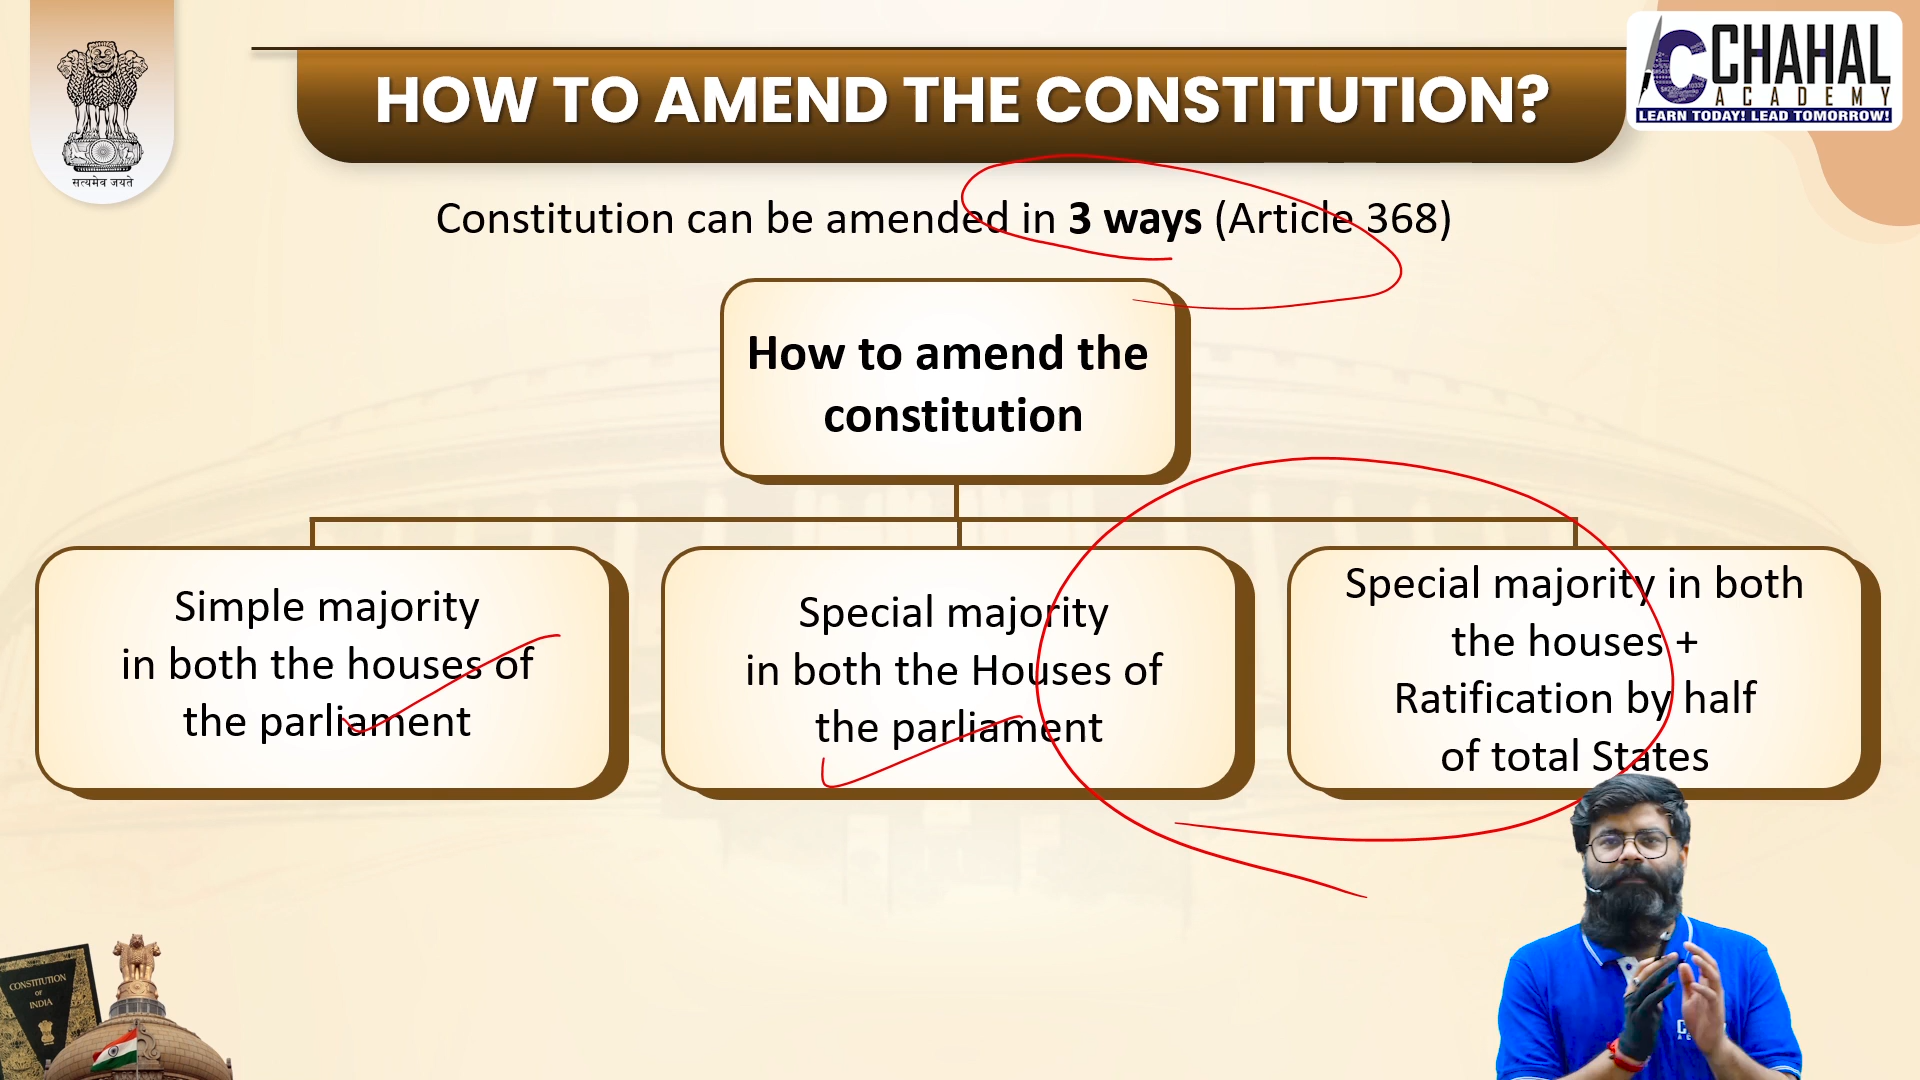 HOW TO AMEND THE CONSTITUTION?
CHAHAL
ACADEMY
LEARN TODAY! LEAD TOMORROW!
सत्यमेव जयते
Constitution can be amended in 3 ways (Article 368)
How to amend the
constitution
Simple majority
in both the houses of
the parliament
Special majority
in both the Houses of
the parliament
Special majority in both
the houses +
Ratification by half
of total States
CONSTITUTION
OF
INDIA